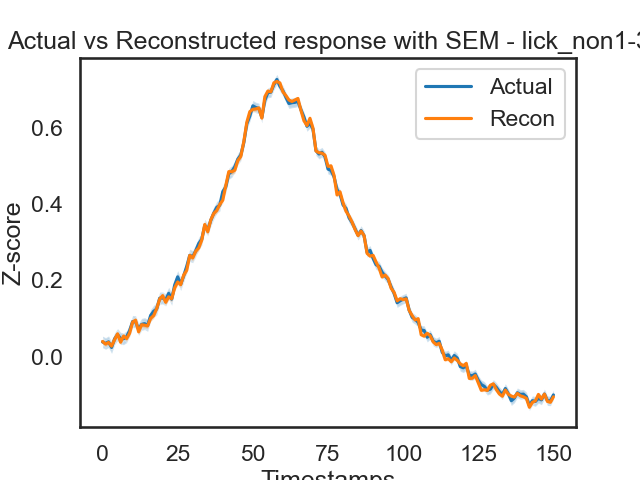 Actual vs Reconstructed response with SEM - lick_non1-3
Actual
Recon
Z-score
0.6
0.4
0.2
0.0
0 25 50 75 100 125 150
Timestamps